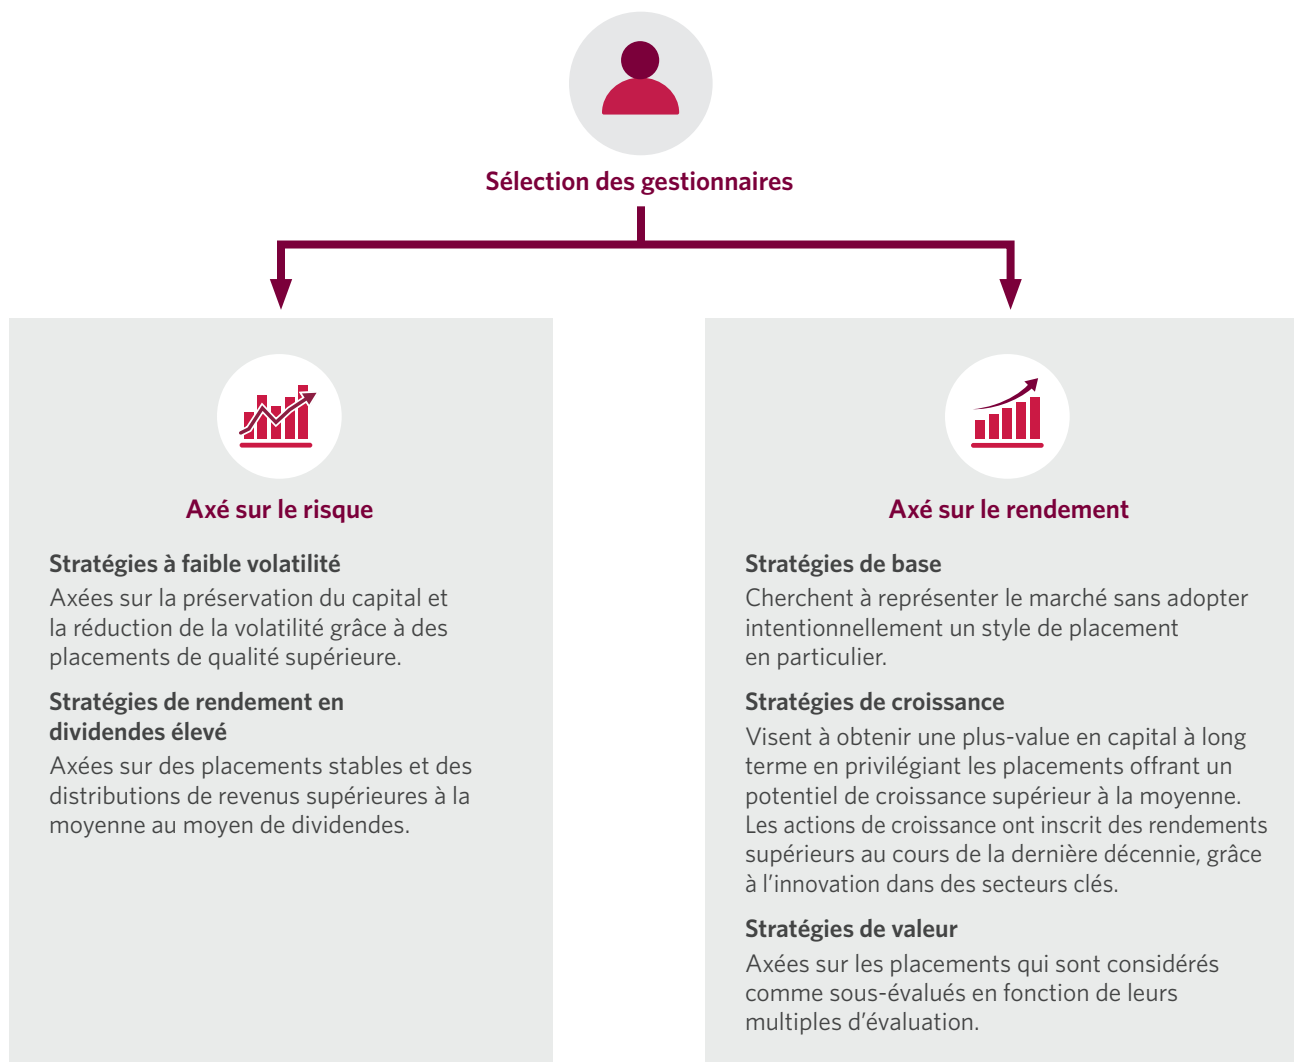 Sélection des gestionnaires
Axé sur le risque
Stratégies à faible volatilité
Axées sur la préservation du capital et
la réduction de la volatilité grâce à des
placements de qualité supérieure.
Stratégies de rendement en
dividendes élevé
Axées sur des placements stables et des
distributions de revenus supérieures à la
moyenne au moyen de dividendes.
Axé sur le rendement
Stratégies de base
Cherchent à représenter le marché sans adopter
intentionnellement un style de placement
en particulier.
Stratégies de croissance
Visent à obtenir une plus-value en capital à long
terme en privilégiant les placements offrant un
potentiel de croissance supérieur à la moyenne.
Les actions de croissance ont inscrit des rendements
supérieurs au cours de la dernière décennie, grâce
à l’innovation dans des secteurs clés.
Stratégies de valeur
Axées sur les placements qui sont considérés
comme sous-évalués en fonction de leurs
multiples d’évaluation.